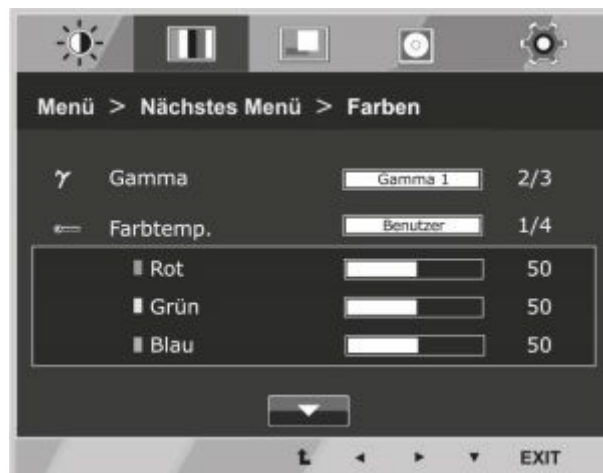 Menü > Nächstes Menü > Farben
γ Gamma Gamma 1 2/3
Farbtemp. Benutzer 1/4
Rot 50
Grün 50
Blau 50
EXIT